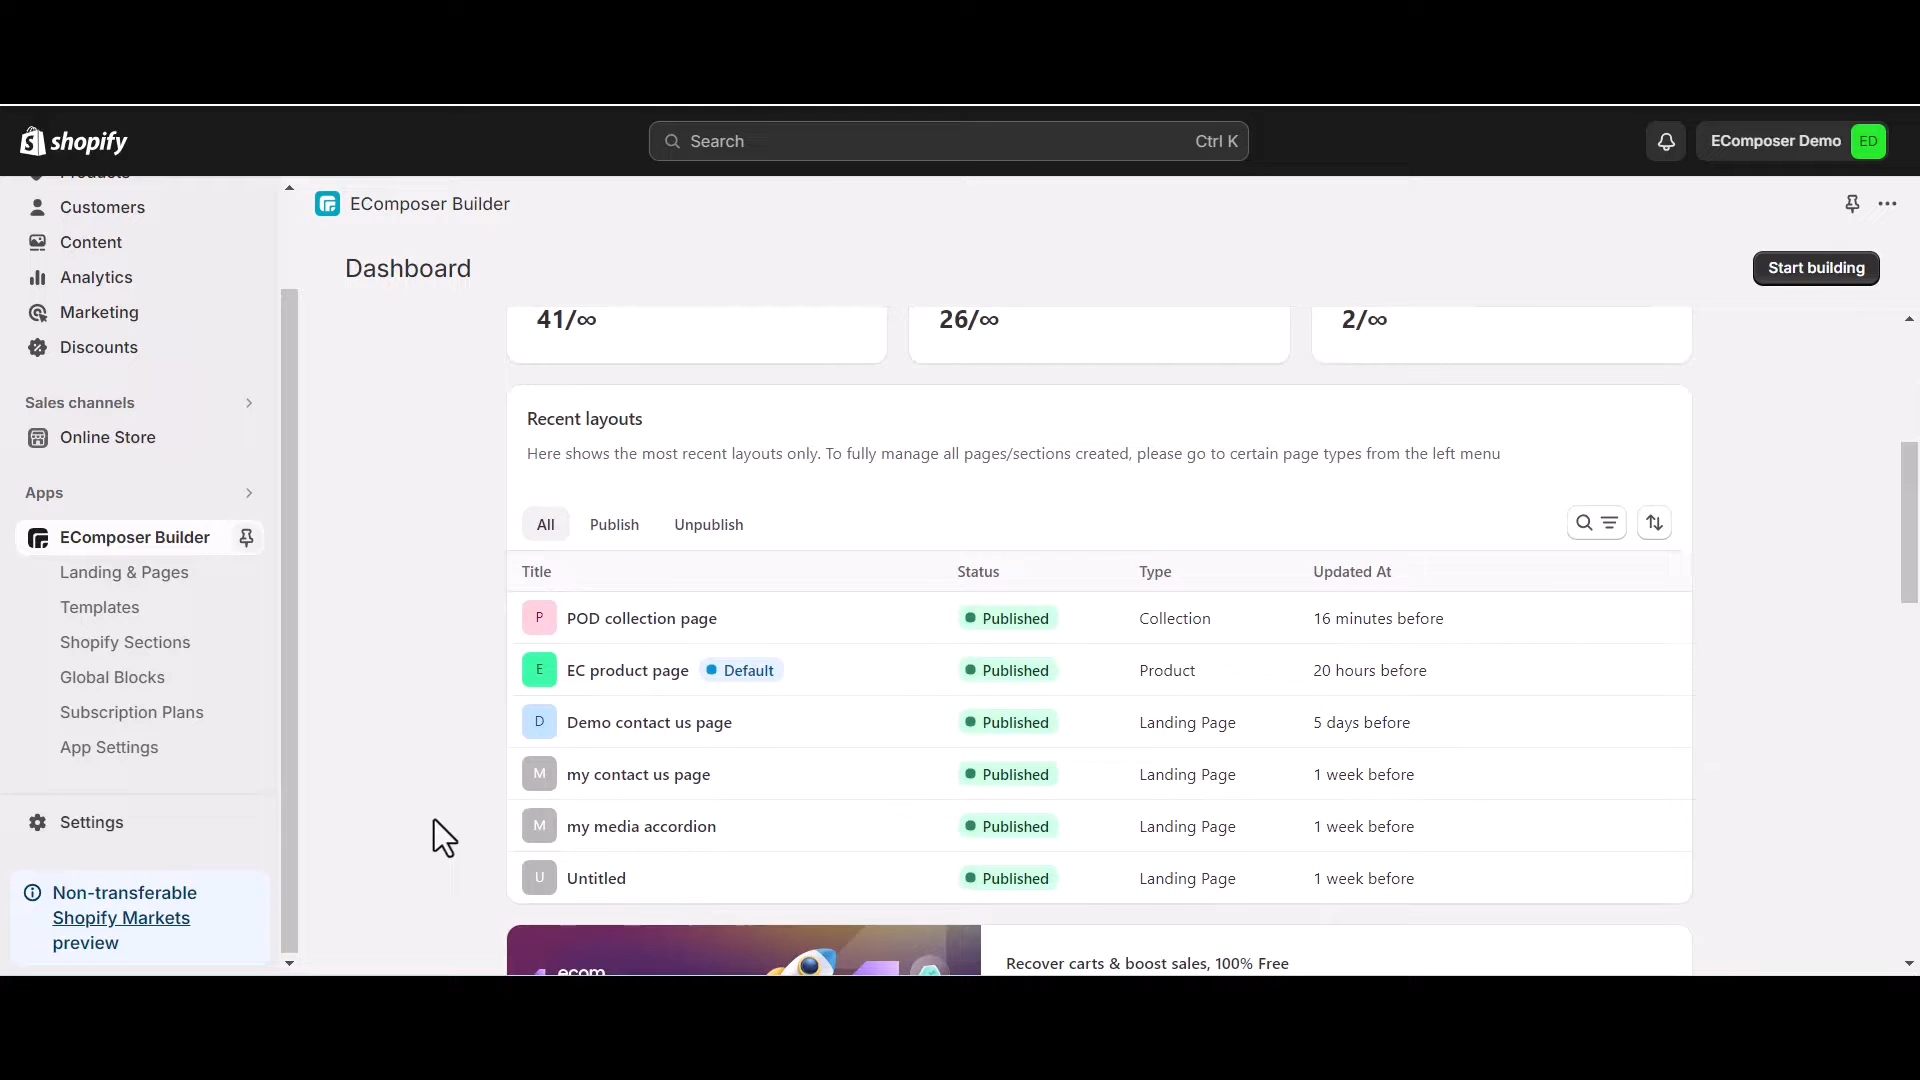 shopify
Search
Ctrl K
EComposer Demo
ED
Products
Customers
Content
Analytics
Marketing
Discounts
Sales channels
Online Store
Apps
EComposer Builder
Landing & Pages
Templates
Shopify Sections
Global Blocks
Subscription Plans
App Settings
Settings
Non-transferable
Shopify Markets
preview
EComposer Builder
Dashboard
Start building
41/∞
26/∞
2/∞
Recent layouts
Here shows the most recent layouts only. To fully manage all pages/sections created, please go to certain page types from the left menu
All
Publish
Unpublish
Title Status Type Updated At
P POD collection page Published Collection 16 minutes before
E EC product page Default Published Product 20 hours before
D Demo contact us page Published Landing Page 5 days before
M my contact us page Published Landing Page 1 week before
M my media accordion Published Landing Page 1 week before
U Untitled Published Landing Page 1 week before
ecom
Recover carts & boost sales, 100% Free